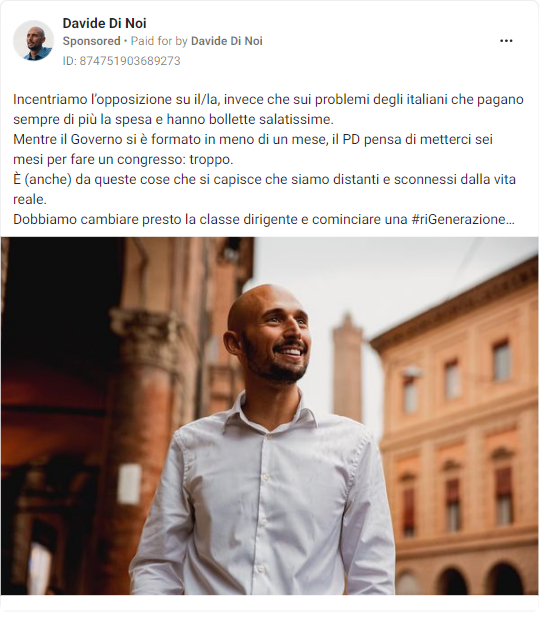 Davide Di Noi
Sponsored • Paid for by Davide Di Noi
ID: 874751903689273
Incentriamo l'opposizione su il/la, invece che sui problemi degli italiani che pagano
sempre di più la spesa e hanno bollette salatissime.
Mentre il Governo si è formato in meno di un mese, il PD pensa di metterci sei
mesi per fare un congresso: troppo.
È (anche) da queste cose che si capisce che siamo distanti e sconnessi dalla vita
reale.
Dobbiamo cambiare presto la classe dirigente e cominciare una #riGenerazione...